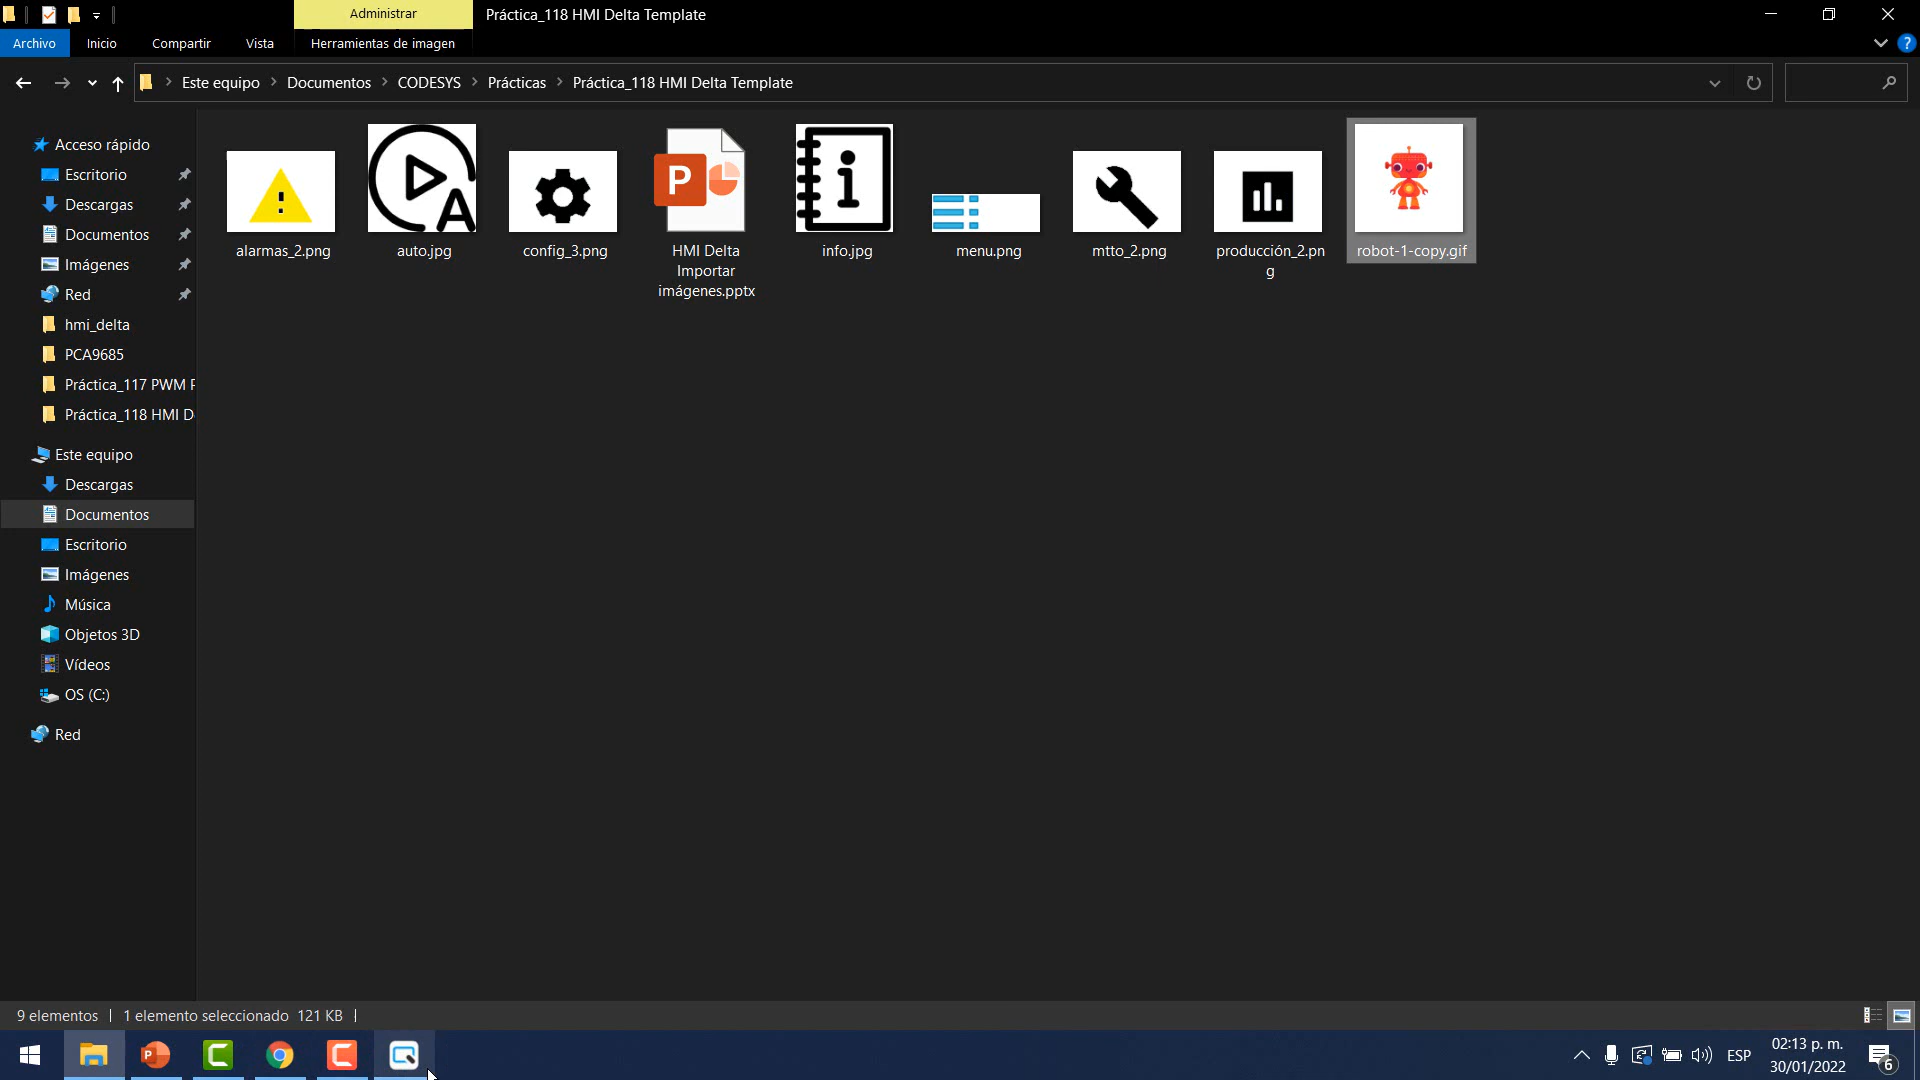 Administrar
Práctica_118 HMI Delta Template
Archivo
Inicio
Compartir
Vista
Herramientas de imagen
?
Este equipo
Documentos
CODESYS
Prácticas
Práctica_118 HMI Delta Template
Acceso rápido
Escritorio
Descargas
Documentos
Imágenes
Red
hmi_delta
PCA9685
Práctica_117 PWM P
Práctica_118 HMI D
Este equipo
Descargas
Documentos
Escritorio
Imágenes
Música
Objetos 3D
Vídeos
OS (C:)
Red
alarmas_2.png
auto.jpg
config_3.png
HMI Delta
Importar
imágenes.pptx
info.jpg
menu.png
mtto_2.png
producción_2.pn
g
robot-1-copy.gif
9 elementos
1 elemento seleccionado 121 KB
ESP
02:13 p. m.
30/01/2022
6